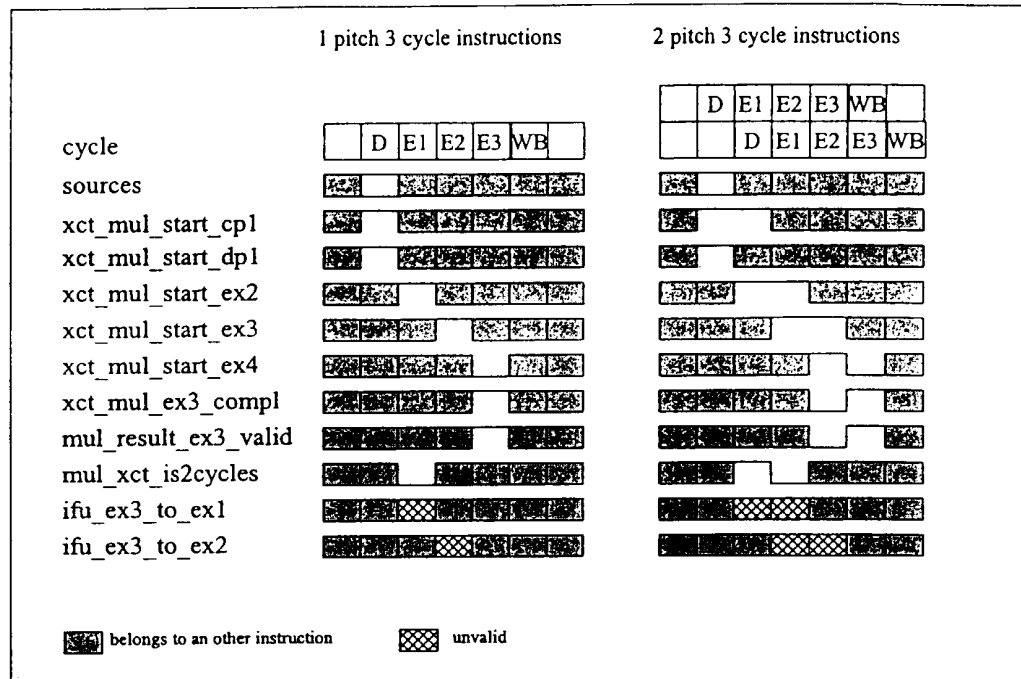 1 pitch 3 cycle instructions 2 pitch 3 cycle instructions
D E1 E2 E3 WB
cycle D E1 E2 E3 WB D E1 E2 E3 WB
sources
xct_mul_start_cp1
xct_mul_start_dp1
xct_mul_start_ex2
xct_mul_start_ex3
xct_mul_start_ex4
xct_mul_ex3_compl
mul_result_ex3_valid
mul_xct_is2cycles
ifu_ex3_to_ex1
ifu_ex3_to_ex2
belongs to an other instruction unvalid